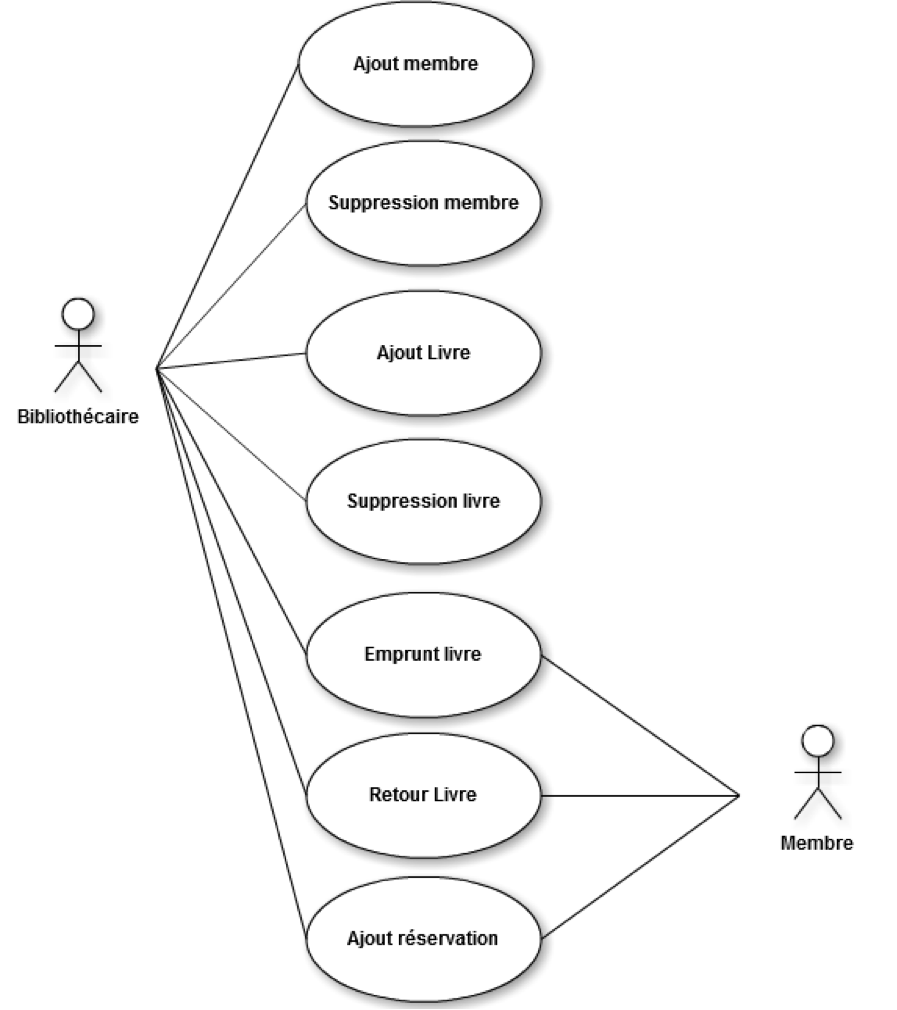 Ajout membre
Suppression membre
Ajout Livre
Bibliothécaire
Suppression livre
Emprunt livre
Retour Livre
Membre
Ajout réservation